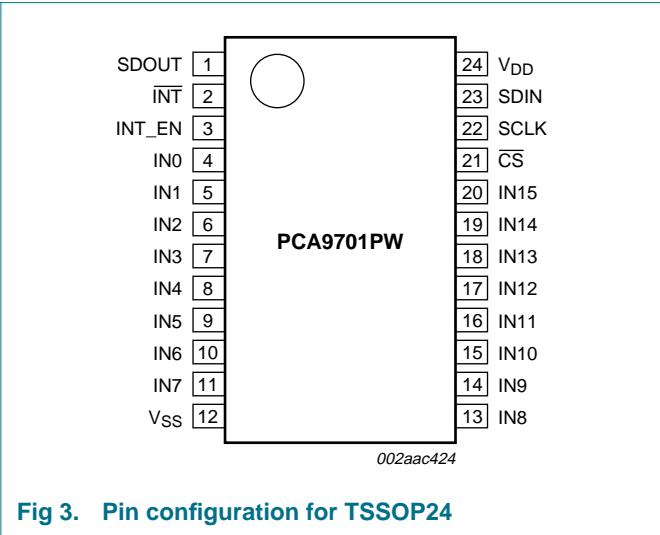 SDOUT 1 24 VDD
INT 2 23 SDIN
INT_EN 3 22 SCLK
IN0 4 21 CS
IN1 5 20 IN15
IN2 6 19 IN14
IN3 7 18 IN13
PCA9701PW
IN4 8 17 IN12
IN5 9 16 IN11
IN6 10 15 IN10
IN7 11 14 IN9
VSS 12 13 IN8
002aac424
Fig 3. Pin configuration for TSSOP24